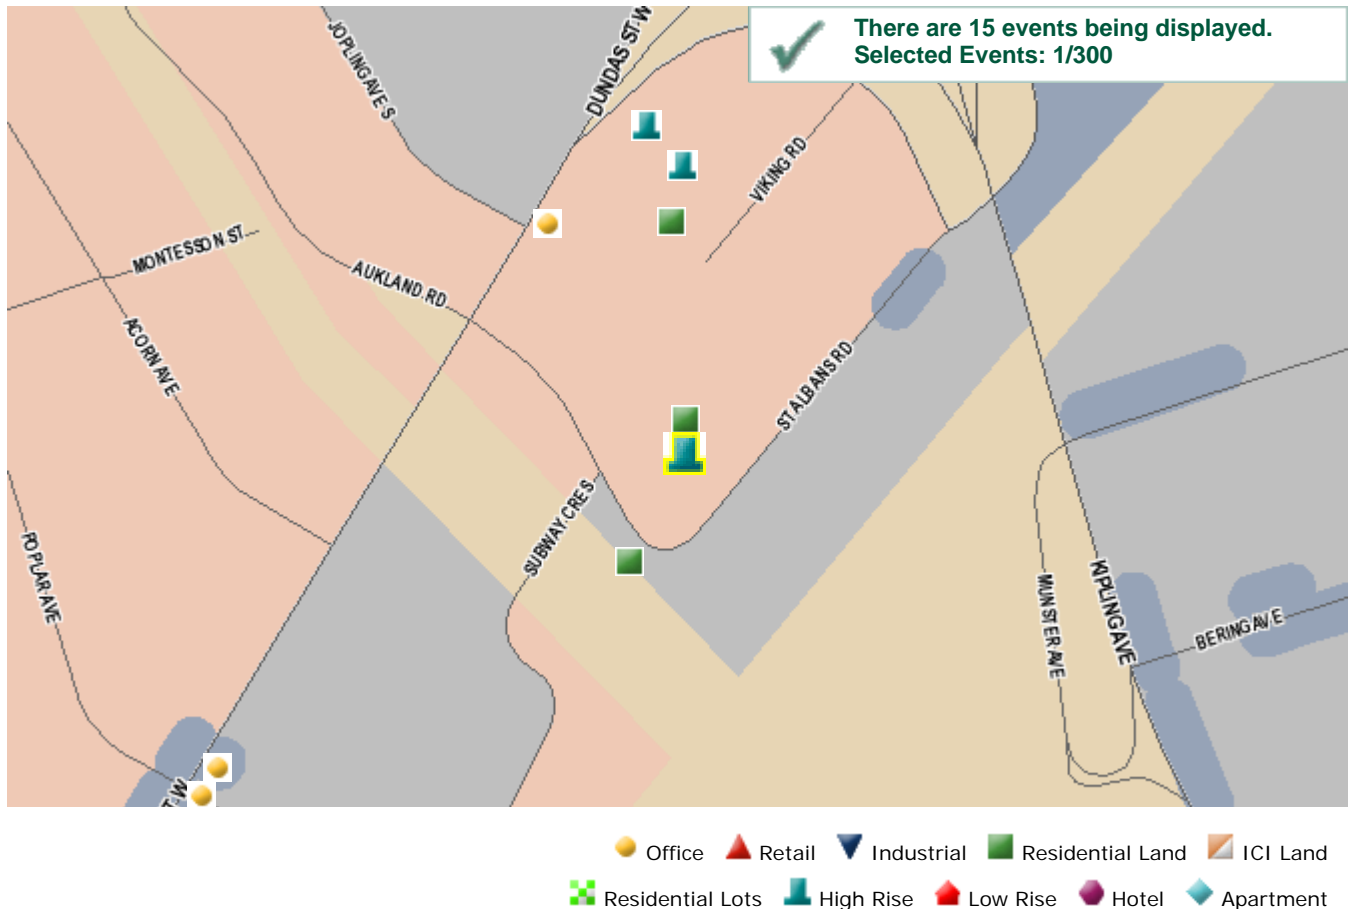 There are 15 events being displayed.
Selected Events: 1/300
JOPLING AVE S
DUNDAS ST W
VIKING RD
MONTESSON ST
AUKLAND RD
ACORN AVE
ST ALBANS RD
SUBWAY CRES
POPLAR AVE
KIPLING AVE
MUNSTER AVE
BERING AVE
T W
Office
Retail
Industrial
Residential Land
ICI Land
Residential Lots
High Rise
Low Rise
Hotel
Apartment